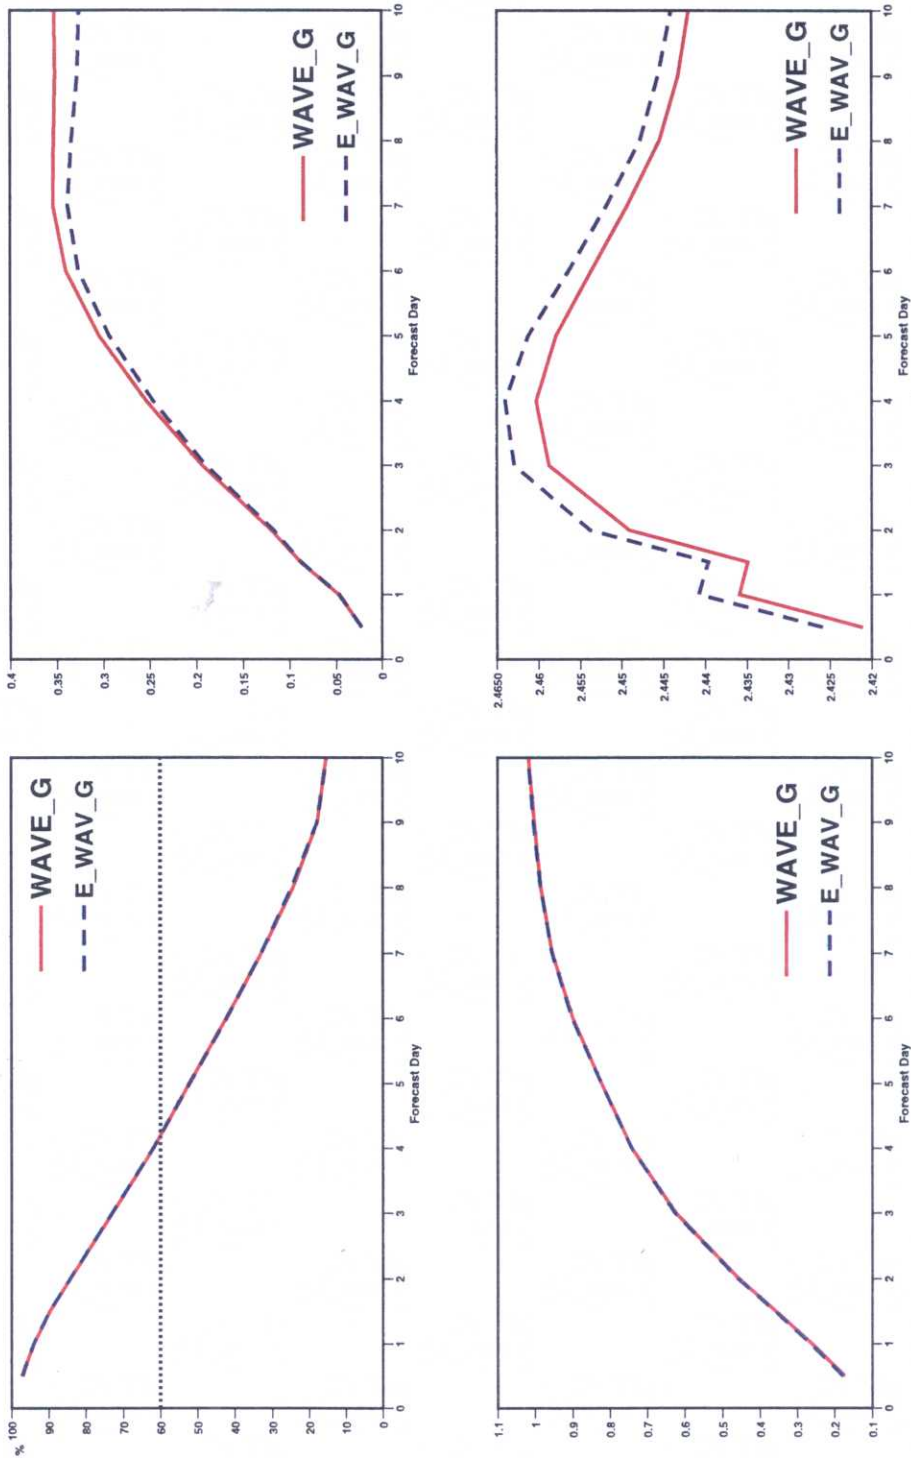 % 100
90
80
70
60
50
40
30
20
10
0
WAVE_G
E_WAV_G
0 1 2 3 4 5 6 7 8 9 10
Forecast Day
0.4
0.35
0.3
0.25
0.2
0.15
0.1
0.05
0
WAVE_G
E_WAV_G
0 1 2 3 4 5 6 7 8 9 10
Forecast Day
1.1
1
0.9
0.8
0.7
0.6
0.5
0.4
0.3
0.2
0.1
WAVE_G
E_WAV_G
0 1 2 3 4 5 6 7 8 9 10
Forecast Day
2.4650
2.46
2.455
2.45
2.445
2.44
2.435
2.43
2.425
2.42
WAVE_G
E_WAV_G
0 1 2 3 4 5 6 7 8 9 10
Forecast Day